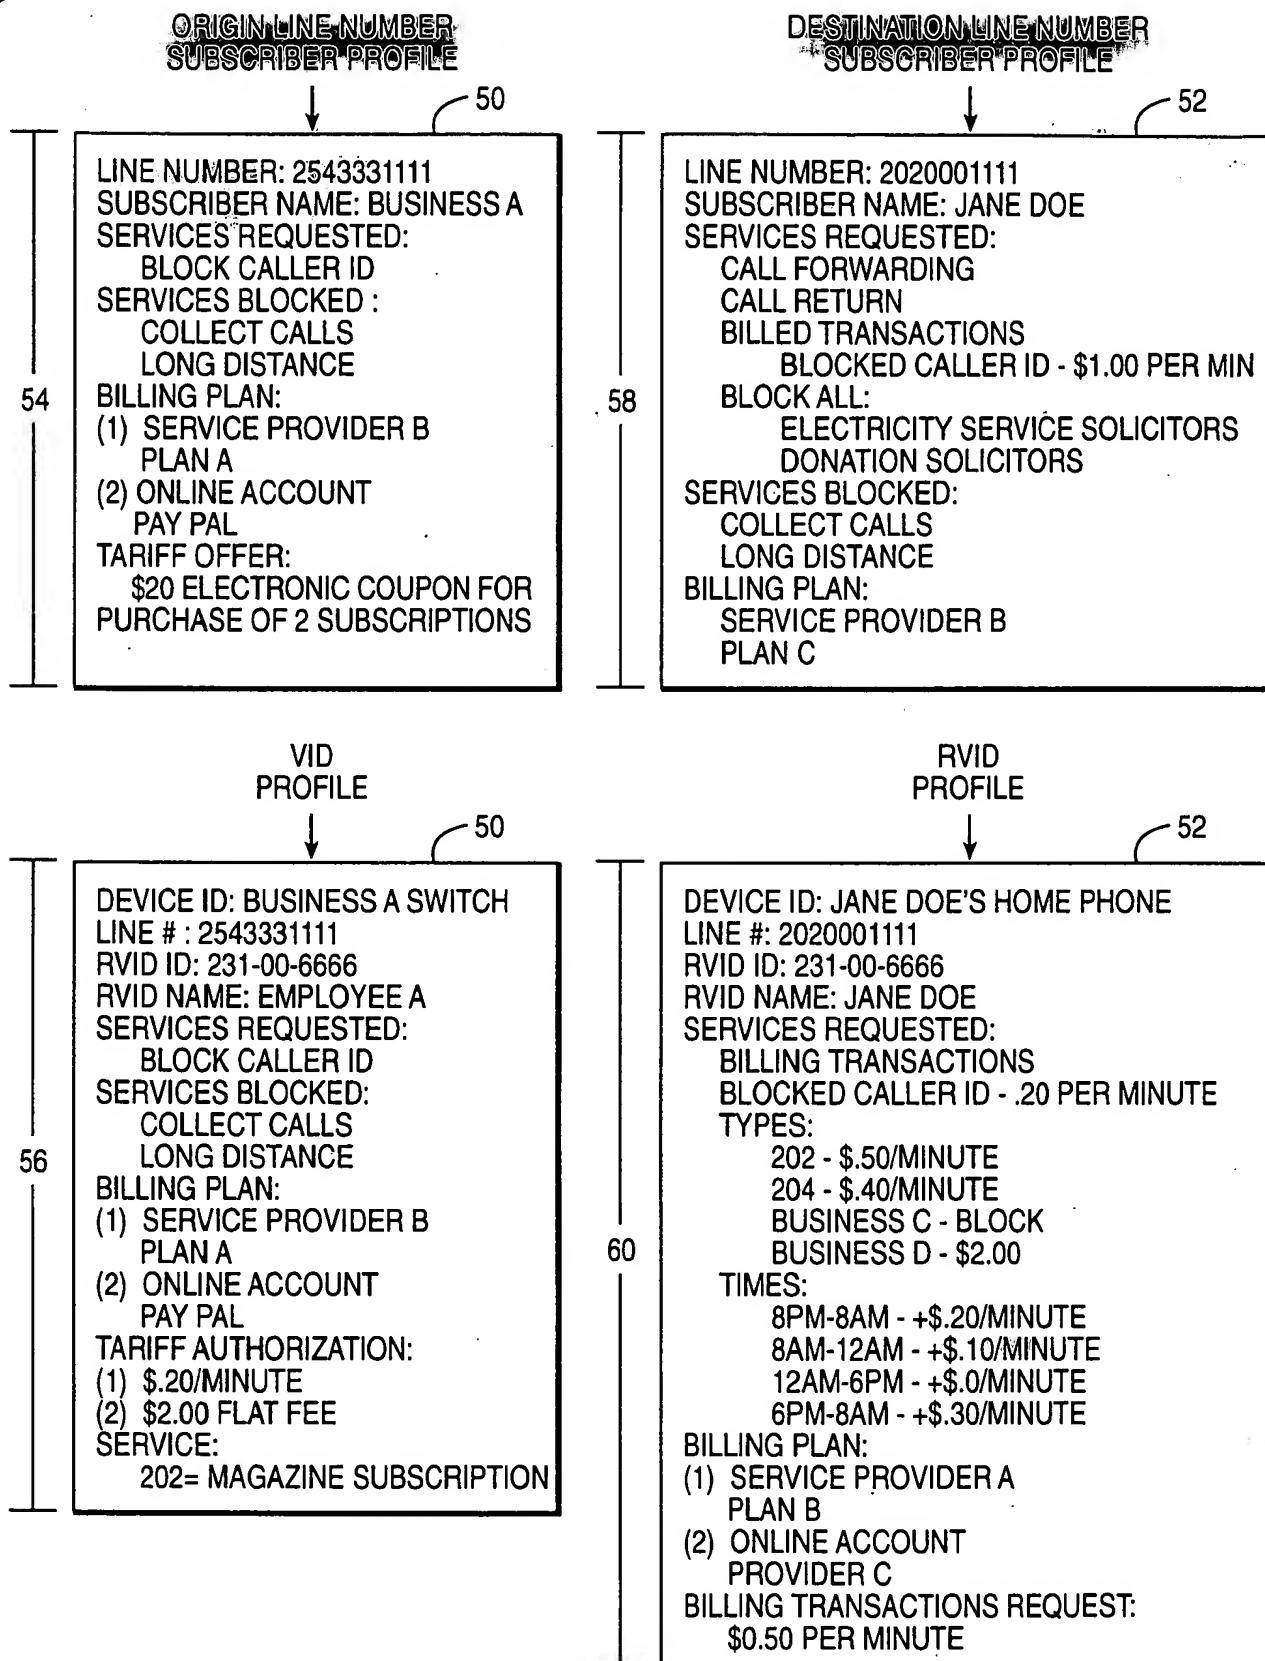 ORIGIN LINE NUMBER
SUBSCRIBER PROFILE
50
54
LINE NUMBER: 2543331111
SUBSCRIBER NAME: BUSINESS A
SERVICES REQUESTED:
BLOCK CALLER ID
SERVICES BLOCKED :
COLLECT CALLS
LONG DISTANCE
BILLING PLAN:
(1) SERVICE PROVIDER B
PLAN A
(2) ONLINE ACCOUNT
PAY PAL
TARIFF OFFER:
$20 ELECTRONIC COUPON FOR
PURCHASE OF 2 SUBSCRIPTIONS
DESTINATION LINE NUMBER
SUBSCRIBER PROFILE
52
58
LINE NUMBER: 2020001111
SUBSCRIBER NAME: JANE DOE
SERVICES REQUESTED:
CALL FORWARDING
CALL RETURN
BILLED TRANSACTIONS
BLOCKED CALLER ID - $1.00 PER MIN
BLOCK ALL:
ELECTRICITY SERVICE SOLICITORS
DONATION SOLICITORS
SERVICES BLOCKED:
COLLECT CALLS
LONG DISTANCE
BILLING PLAN:
SERVICE PROVIDER B
PLAN C
VID
PROFILE
50
56
DEVICE ID: BUSINESS A SWITCH
LINE # : 2543331111
RVID ID: 231-00-6666
RVID NAME: EMPLOYEE A
SERVICES REQUESTED:
BLOCK CALLER ID
SERVICES BLOCKED:
COLLECT CALLS
LONG DISTANCE
BILLING PLAN:
(1) SERVICE PROVIDER B
PLAN A
(2) ONLINE ACCOUNT
PAY PAL
TARIFF AUTHORIZATION:
(1) $.20/MINUTE
(2) $2.00 FLAT FEE
SERVICE:
202= MAGAZINE SUBSCRIPTION
RVID
PROFILE
52
60
DEVICE ID: JANE DOE'S HOME PHONE
LINE #: 2020001111
RVID ID: 231-00-6666
RVID NAME: JANE DOE
SERVICES REQUESTED:
BILLING TRANSACTIONS
BLOCKED CALLER ID - .20 PER MINUTE
TYPES:
202 - $.50/MINUTE
204 - $.40/MINUTE
BUSINESS C - BLOCK
BUSINESS D - $2.00
TIMES:
8PM-8AM - +$.20/MINUTE
8AM-12AM - +$.10/MINUTE
12AM-6PM - +$.0/MINUTE
6PM-8AM - +$.30/MINUTE
BILLING PLAN:
(1) SERVICE PROVIDER A
PLAN B
(2) ONLINE ACCOUNT
PROVIDER C
BILLING TRANSACTIONS REQUEST:
$0.50 PER MINUTE